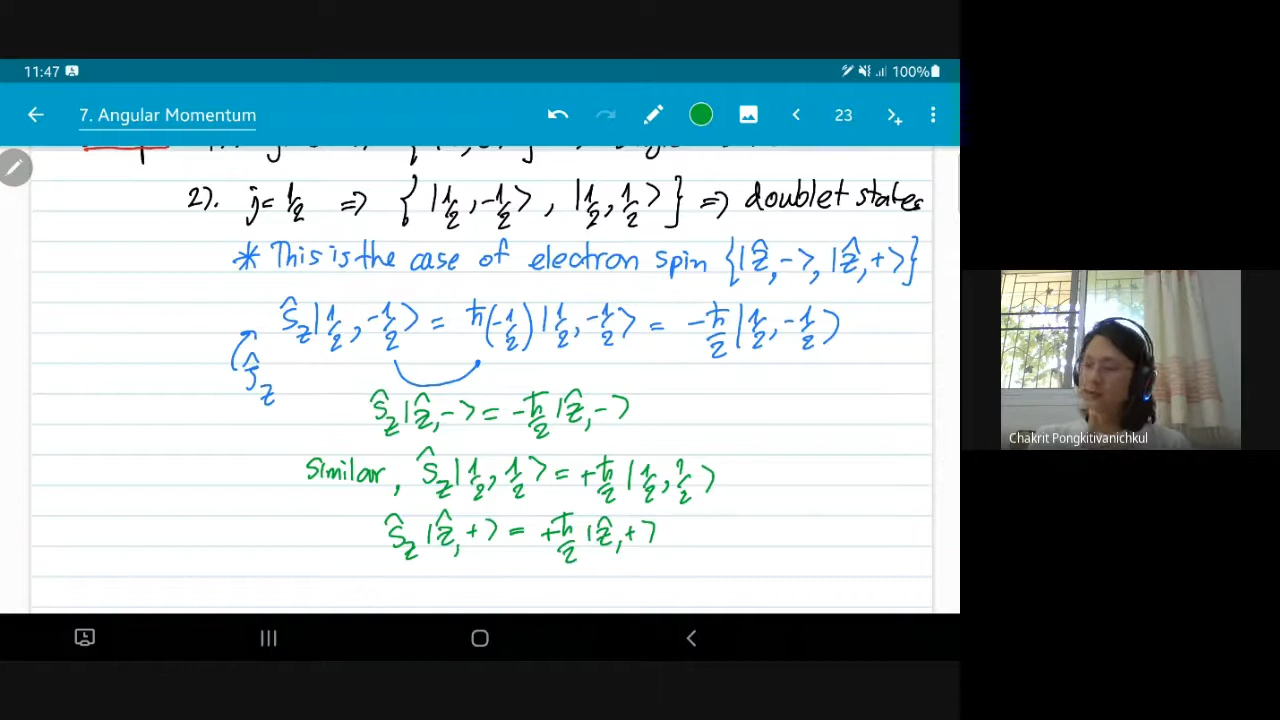 11:47
100%
7. Angular Momentum
23
2). j=1/2 => { |1/2, -1/2>, |1/2, 1/2> } => doublet states
* This is the case of electron spin { |ẑ, ->, |ẑ, +> }
Ŝz|1/2, -1/2> = ħ(-1/2)|1/2, -1/2> = -ħ/2|1/2, -1/2>
Ĵz
Ŝz|ẑ, -> = -ħ/2|ẑ, ->
Similar, Ŝz|1/2, 1/2> = +ħ/2|1/2, 1/2>
Ŝz|ẑ, +> = +ħ/2|ẑ, +>
Chakrit Pongkitivanichkul